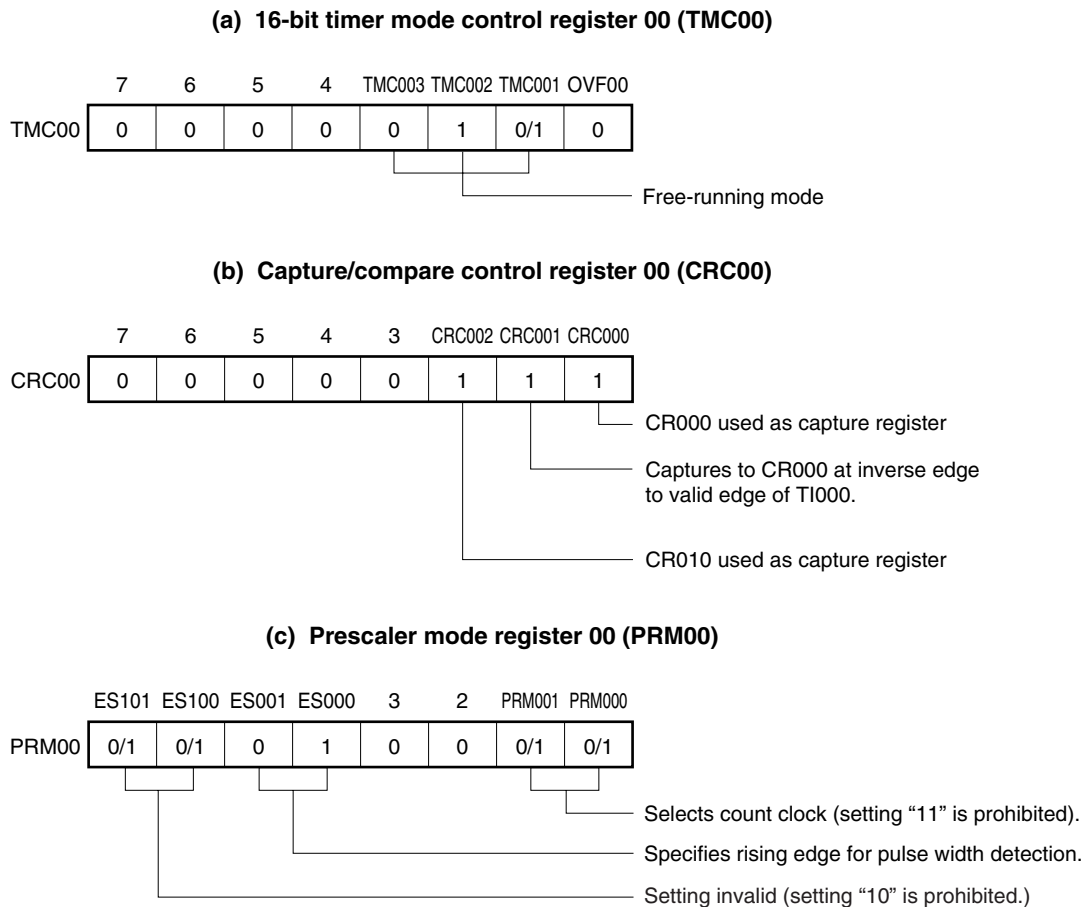 (a) 16-bit timer mode control register 00 (TMC00)
7 6 5 4 TMC003 TMC002 TMC001 OVF00
TMC00 0 0 0 0 0 1 0/1 0
Free-running mode
(b) Capture/compare control register 00 (CRC00)
7 6 5 4 3 CRC002 CRC001 CRC000
CRC00 0 0 0 0 0 1 1 1
CR000 used as capture register
Captures to CR000 at inverse edge
to valid edge of TI000.
CR010 used as capture register
(c) Prescaler mode register 00 (PRM00)
ES101 ES100 ES001 ES000 3 2 PRM001 PRM000
PRM00 0/1 0/1 0 1 0 0 0/1 0/1
Selects count clock (setting “11” is prohibited).
Specifies rising edge for pulse width detection.
Setting invalid (setting “10” is prohibited.)